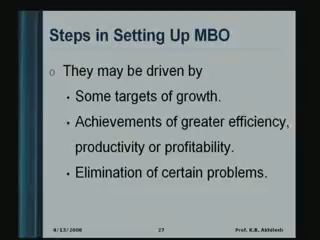 Steps in Setting Up MBO
o They may be driven by
• Some targets of growth.
• Achievements of greater efficiency,
productivity or profitability.
• Elimination of certain problems.
8/13/2008 27 Prof. K.B. Akhilesh